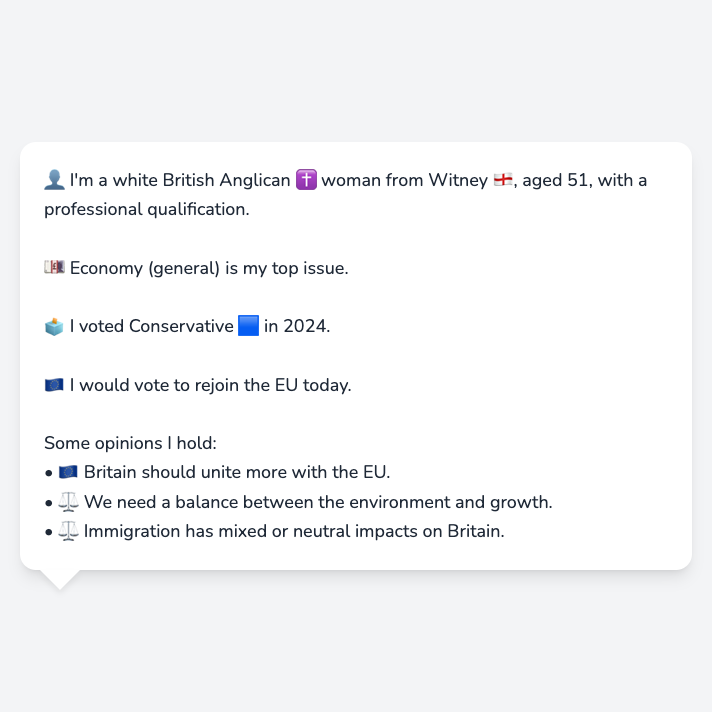 👤 I'm a white British Anglican ✝️ woman from Witney 🏴󠁧󠁢󠁥󠁮󠁧󠁿, aged 51, with a
professional qualification.
💷 Economy (general) is my top issue.
🗳️ I voted Conservative 🟦 in 2024.
🇪🇺 I would vote to rejoin the EU today.
Some opinions I hold:
• 🇪🇺 Britain should unite more with the EU.
• ⚖️ We need a balance between the environment and growth.
• ⚖️ Immigration has mixed or neutral impacts on Britain.